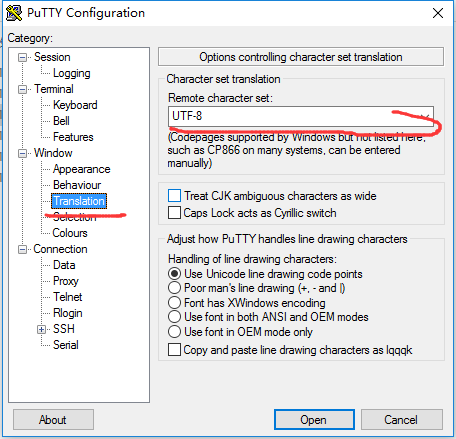 PuTTY Configuration
Category:
Session
Logging
Terminal
Keyboard
Bell
Features
Window
Appearance
Behaviour
Translation
Selection
Colours
Connection
Data
Proxy
Telnet
Rlogin
SSH
Serial
Options controlling character set translation
Character set translation
Remote character set:
UTF-8
(Codepages supported by Windows but not listed here,
such as CP866 on many systems, can be entered
manually)
Treat CJK ambiguous characters as wide
Caps Lock acts as Cyrillic switch
Adjust how PuTTY handles line drawing characters
Handling of line drawing characters:
Use Unicode line drawing code points
Poor man's line drawing (+, - and |)
Font has XWindows encoding
Use font in both ANSI and OEM modes
Use font in OEM mode only
Copy and paste line drawing characters as lqqqk
About
Open
Cancel